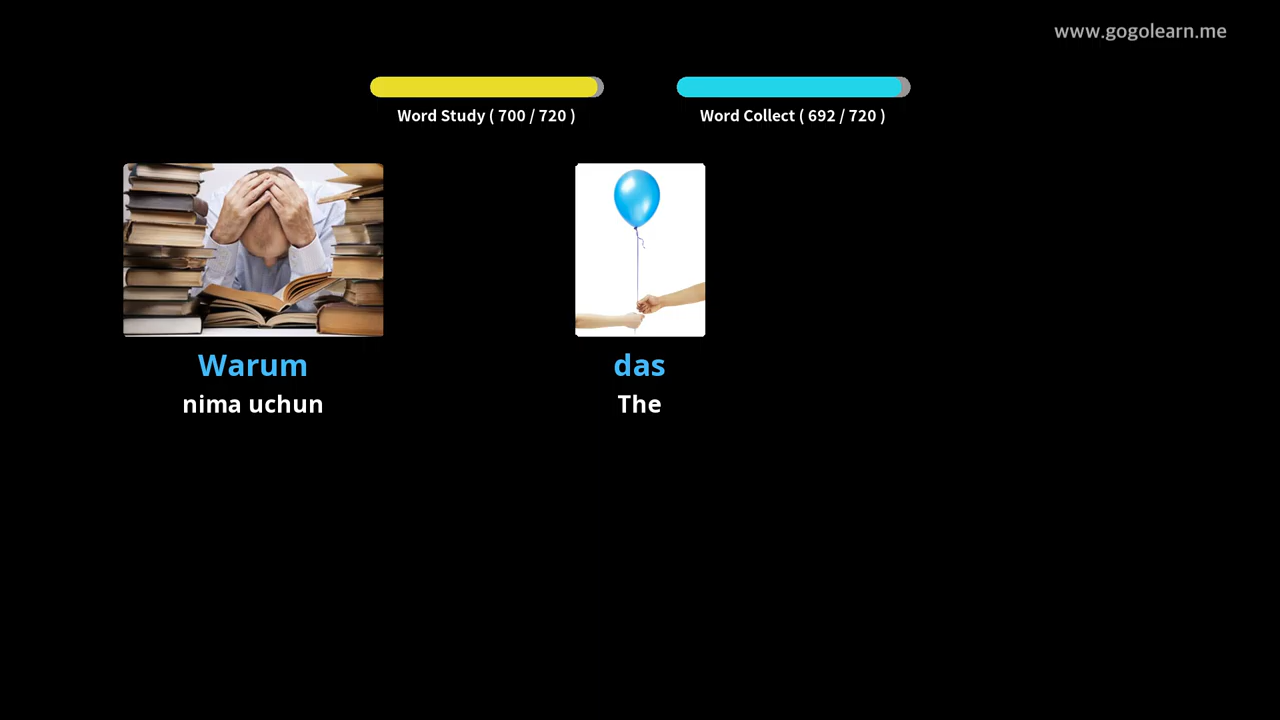 www.gogolearn.me
Word Study ( 700 / 720 )
Word Collect ( 692 / 720 )
Warum
nima uchun
das
The